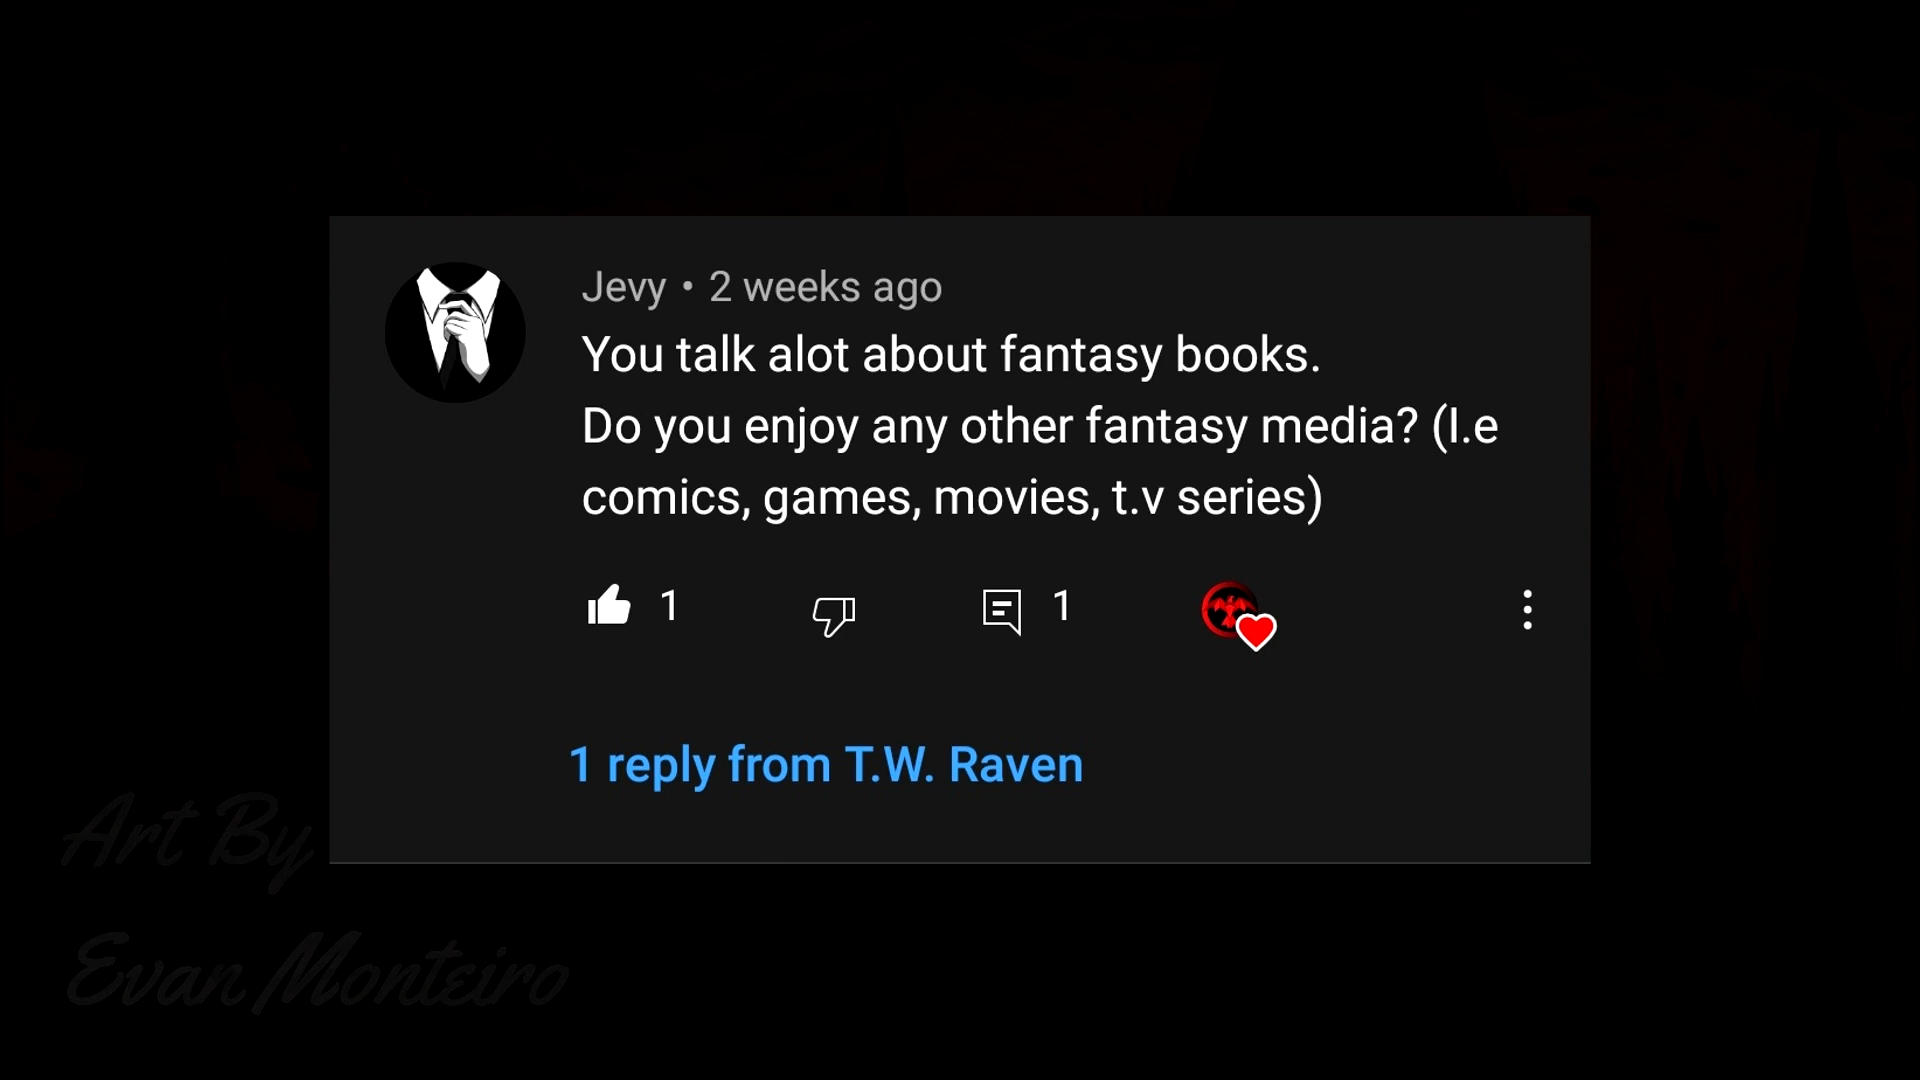 Jevy • 2 weeks ago
You talk alot about fantasy books.
Do you enjoy any other fantasy media? (I.e
comics, games, movies, t.v series)
1 1
1 reply from T.W. Raven
Art By
Evan Monteiro